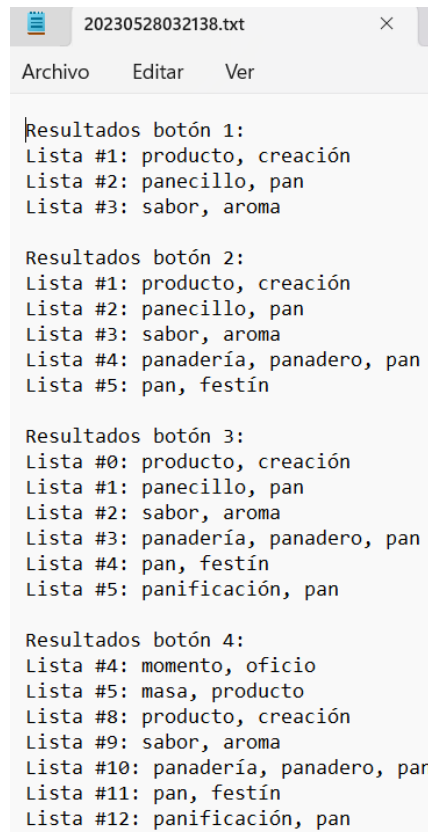 20230528032138.txt
Archivo Editar Ver
Resultados botón 1:
Lista #1: producto, creación
Lista #2: panecillo, pan
Lista #3: sabor, aroma
Resultados botón 2:
Lista #1: producto, creación
Lista #2: panecillo, pan
Lista #3: sabor, aroma
Lista #4: panadería, panadero, pan
Lista #5: pan, festín
Resultados botón 3:
Lista #0: producto, creación
Lista #1: panecillo, pan
Lista #2: sabor, aroma
Lista #3: panadería, panadero, pan
Lista #4: pan, festín
Lista #5: panificación, pan
Resultados botón 4:
Lista #4: momento, oficio
Lista #5: masa, producto
Lista #8: producto, creación
Lista #9: sabor, aroma
Lista #10: panadería, panadero, pan
Lista #11: pan, festín
Lista #12: panificación, pan